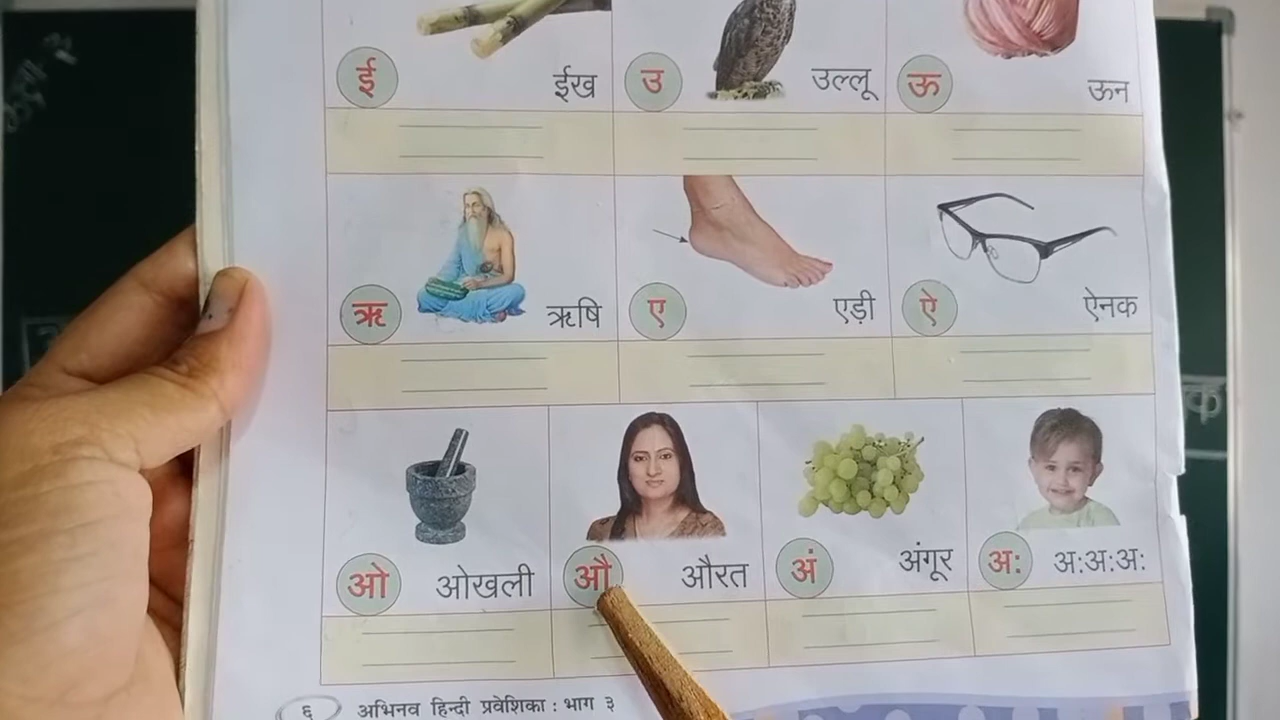 ई ईख उ उल्लू ऊ ऊन
ऋ ऋषि ए एड़ी ऐ ऐनक
ओ ओखली औ औरत अं अंगूर अः अःअःअः
६ अभिनव हिन्दी प्रवेशिका : भाग ३